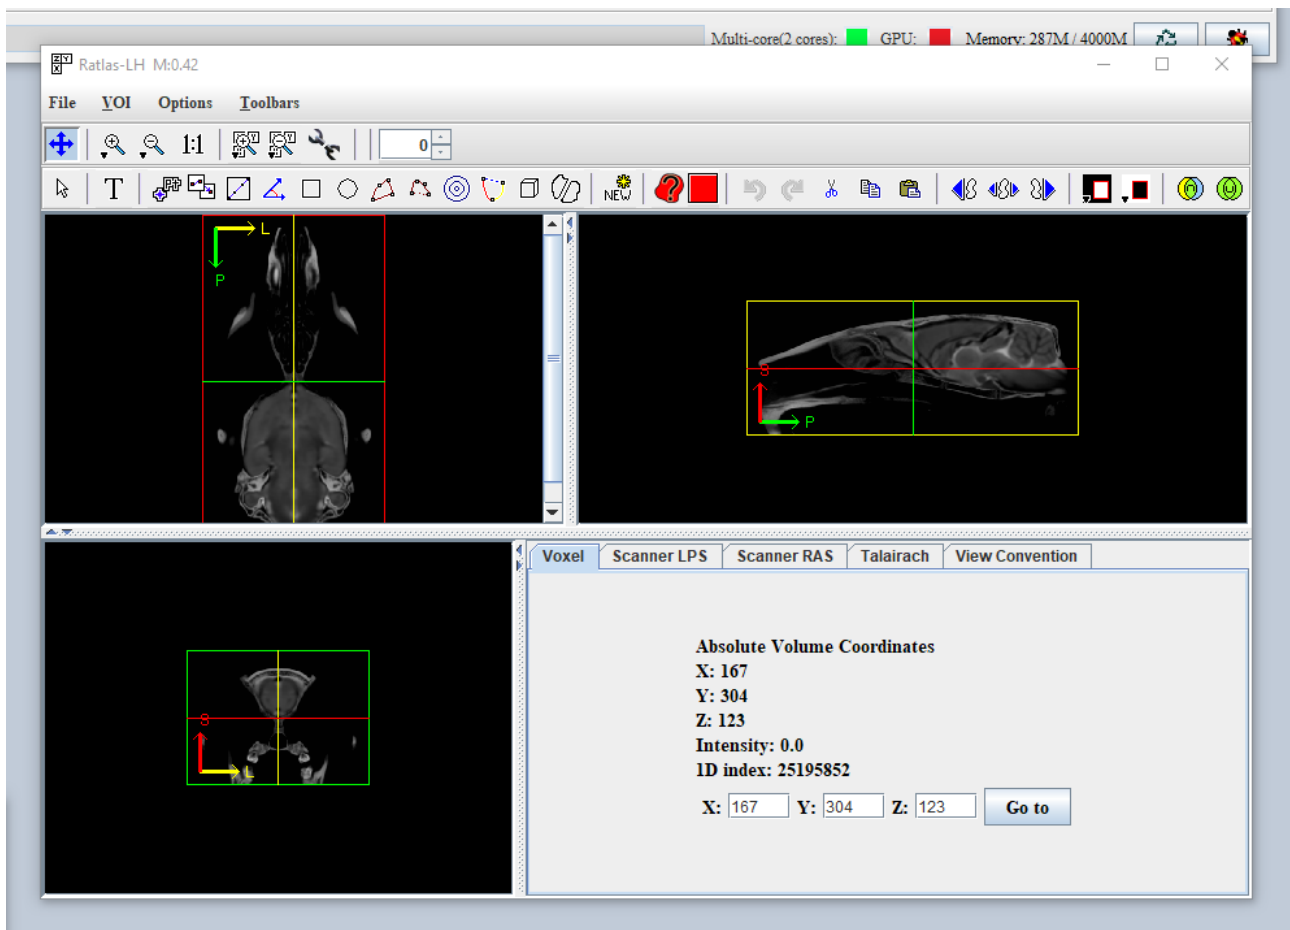 Multi-core(2 cores): GPU: Memory: 287M / 4000M
Ratlas-LH M:0.42
File VOI Options Toolbars
1:1 0
T NEW
L
P
S
P
Voxel Scanner LPS Scanner RAS Talairach View Convention
S
L
Absolute Volume Coordinates
X: 167
Y: 304
Z: 123
Intensity: 0.0
1D index: 25195852
X: 167 Y: 304 Z: 123 Go to